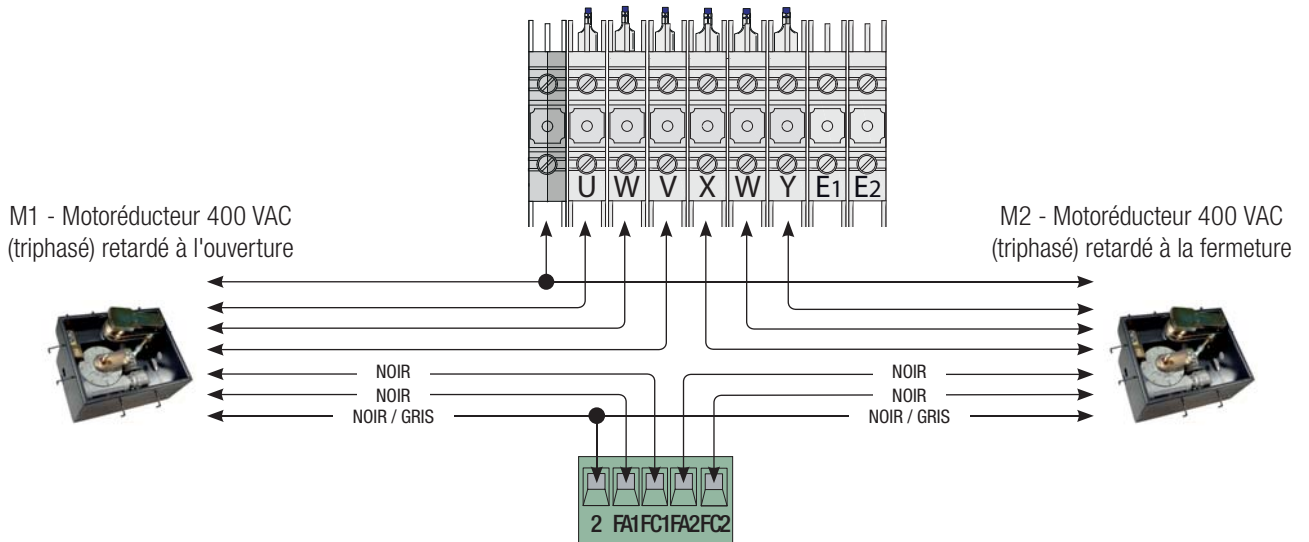 U W V X W Y E1 E2
M1 - Motoréducteur 400 VAC
(triphasé) retardé à l'ouverture
M2 - Motoréducteur 400 VAC
(triphasé) retardé à la fermeture
NOIR
NOIR
NOIR / GRIS
NOIR
NOIR
NOIR / GRIS
2 FA1 FC1 FA2 FC2